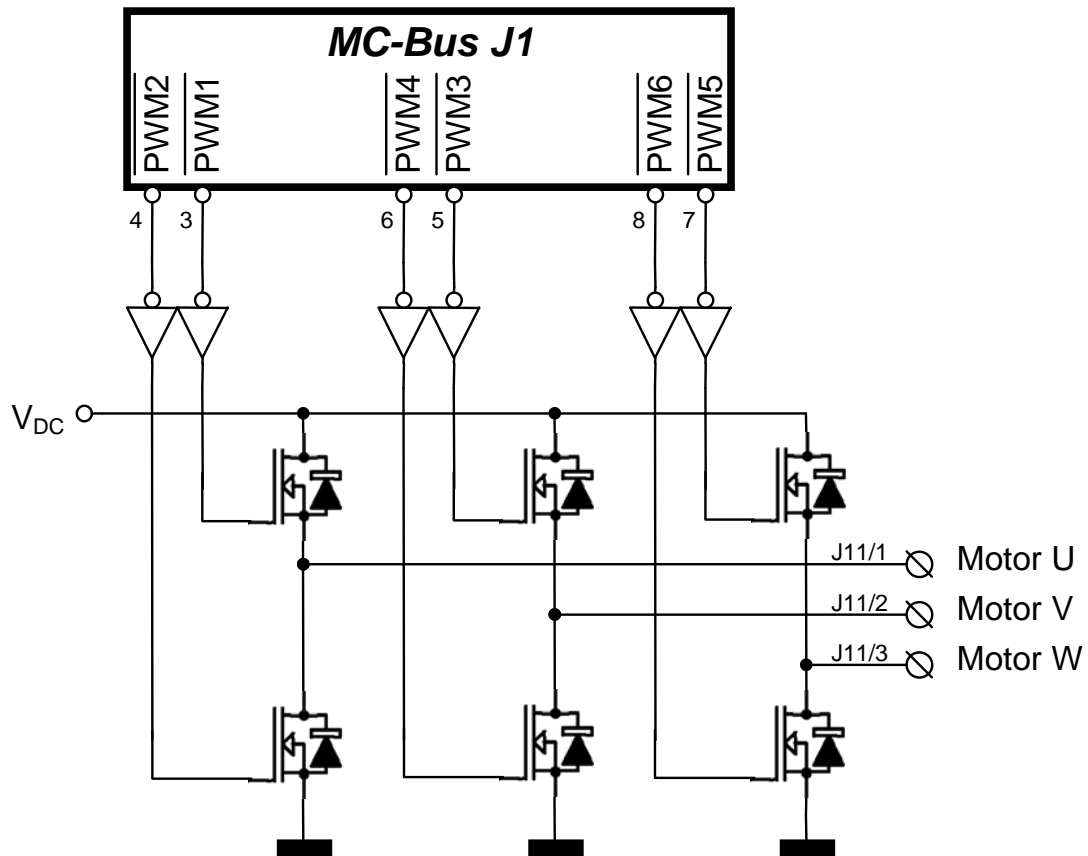 MC-Bus J1
PWM2
PWM1
PWM4
PWM3
PWM6
PWM5
4
3
6
5
8
7
VDC
J11/1
Motor U
J11/2
Motor V
J11/3
Motor W